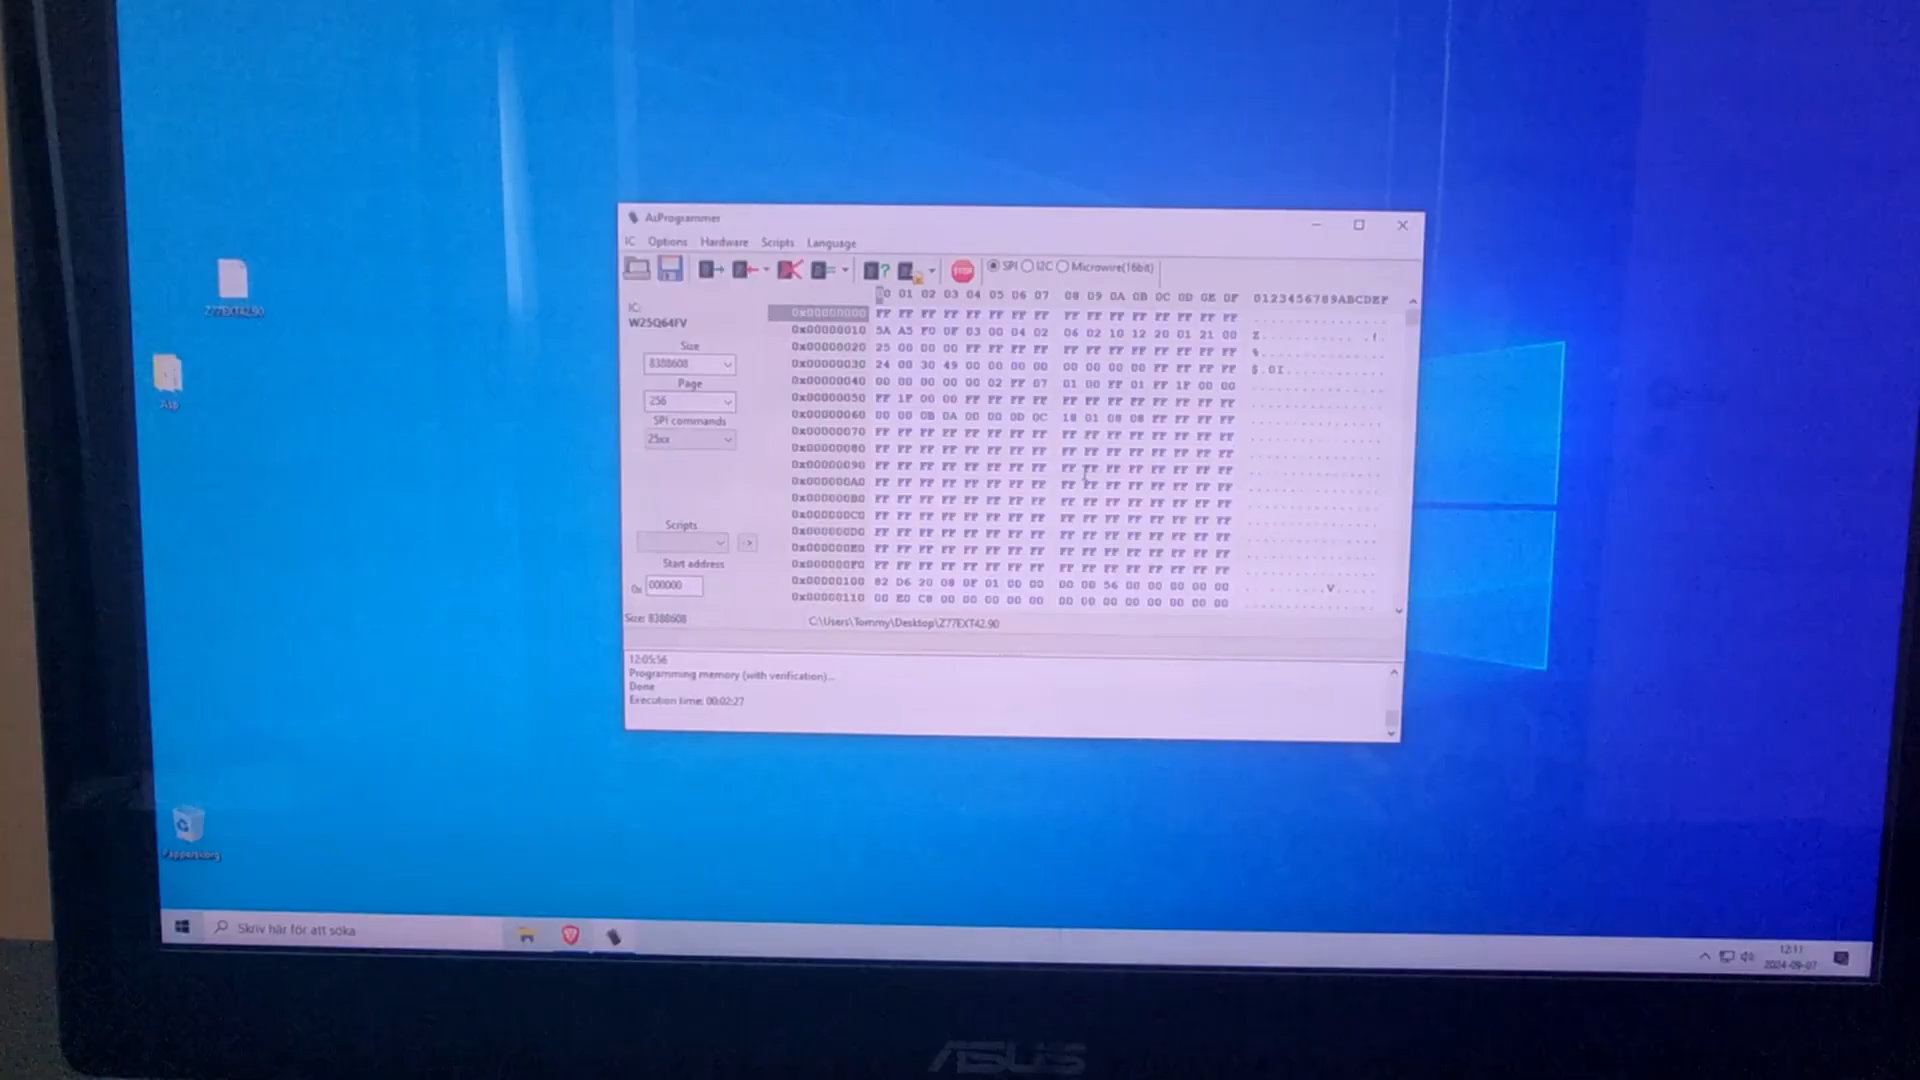 AsProgrammer
IC Options Hardware Scripts Language
SPI I2C Microwire(16bit)
IC:
W25Q64FV
Size
8388608
Page
256
SPI commands
25xx
Scripts
->
Start address
0x 000000
Size: 8388608
00 01 02 03 04 05 06 07 08 09 0A 0B 0C 0D 0E 0F 0123456789ABCDEF
0x00000000 FF FF FF FF FF FF FF FF FF FF FF FF FF FF FF FF ................
0x00000010 5A A5 F0 0F 03 00 04 02 06 02 10 12 20 01 21 00 Z........... .!.
0x00000020 25 00 00 00 FF FF FF FF FF FF FF FF FF FF FF FF %...............
0x00000030 24 00 30 49 00 00 00 00 00 00 00 00 FF FF FF FF $.0I............
0x00000040 00 00 00 00 00 02 FF 07 01 00 FF 01 FF 1F 00 00 ................
0x00000050 FF 1F 00 00 FF FF FF FF FF FF FF FF FF FF FF FF ................
0x00000060 00 00 0B 0A 00 00 0D 0C 18 01 08 08 FF FF FF FF ................
0x00000070 FF FF FF FF FF FF FF FF FF FF FF FF FF FF FF FF ................
0x00000080 FF FF FF FF FF FF FF FF FF FF FF FF FF FF FF FF ................
0x00000090 FF FF FF FF FF FF FF FF FF FF FF FF FF FF FF FF ................
0x000000A0 FF FF FF FF FF FF FF FF FF FF FF FF FF FF FF FF ................
0x000000B0 FF FF FF FF FF FF FF FF FF FF FF FF FF FF FF FF ................
0x000000C0 FF FF FF FF FF FF FF FF FF FF FF FF FF FF FF FF ................
0x000000D0 FF FF FF FF FF FF FF FF FF FF FF FF FF FF FF FF ................
0x000000E0 FF FF FF FF FF FF FF FF FF FF FF FF FF FF FF FF ................
0x000000F0 FF FF FF FF FF FF FF FF FF FF FF FF FF FF FF FF ................
0x00000100 82 D6 20 08 0F 01 00 00 00 00 56 00 00 00 00 00 .. .......V.....
0x00000110 00 E0 C8 00 00 00 00 00 00 00 00 00 00 00 00 00 ................
C:\Users\Tommy\Desktop\Z77EXT42.90
12:05:56
Programming memory (with verification)...
Done
Execution time: 00:02:27
Z77EXT42.90
Asp
Papperskorg
STOP
Skriv här för att söka
12:11
2024-09-07
ASUS